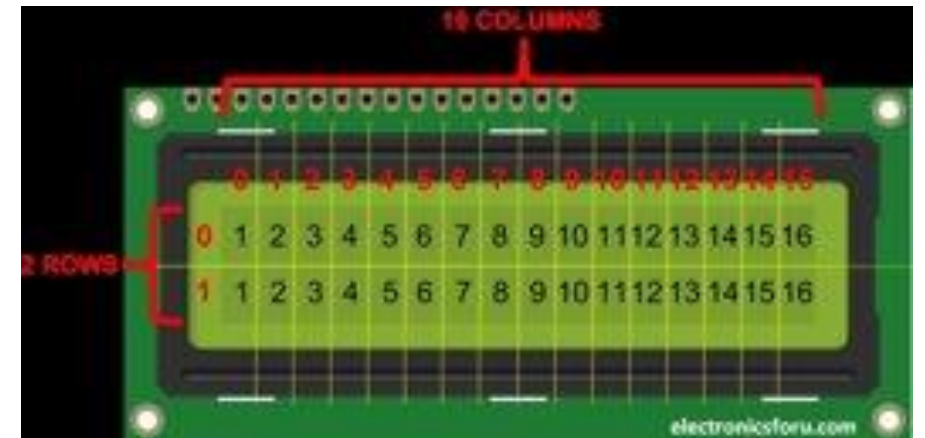 16 COLUMNS
0 1 2 3 4 5 6 7 8 9 10 11 12 13 14 15
0 1 2 3 4 5 6 7 8 9 10 11 12 13 14 15 16
2 ROWS
1 1 2 3 4 5 6 7 8 9 10 11 12 13 14 15 16
electronicsforu.com